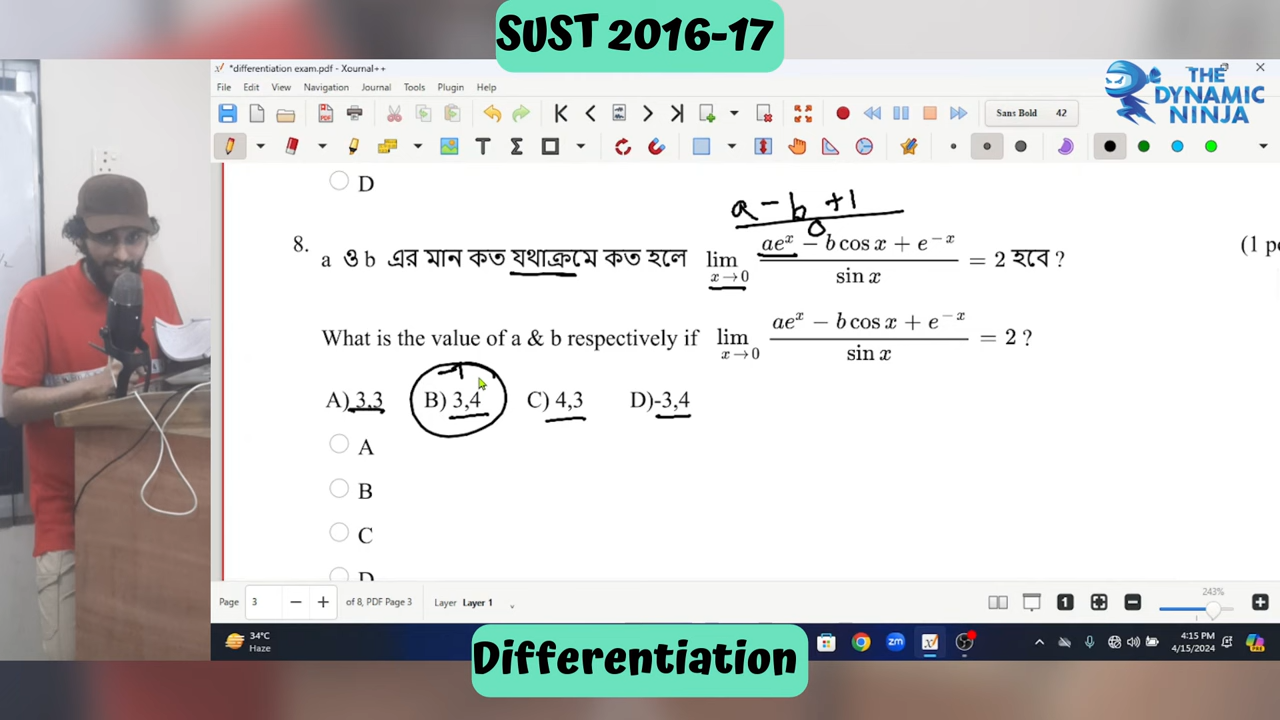 SUST 2016-17
*differentiation exam.pdf - Xournal++
THE
DYNAMIC
NINJA
File Edit View Navigation Journal Tools Plugin Help
Sans Bold 42
D
a - b + 1
0
8.
a ও b এর মান কত যথাক্রমে কত হলে lim x→0 ae^x − b cos x + e^−x / sin x = 2 হবে ?
(1 p
What is the value of a & b respectively if lim x→0 ae^x − b cos x + e^−x / sin x = 2 ?
A) 3,3 B) 3,4 C) 4,3 D)-3,4
A
B
C
D
Page 3 of 8, PDF Page 3 Layer Layer 1 243%
34°C
Haze
zm
4:15 PM
4/15/2024
Differentiation